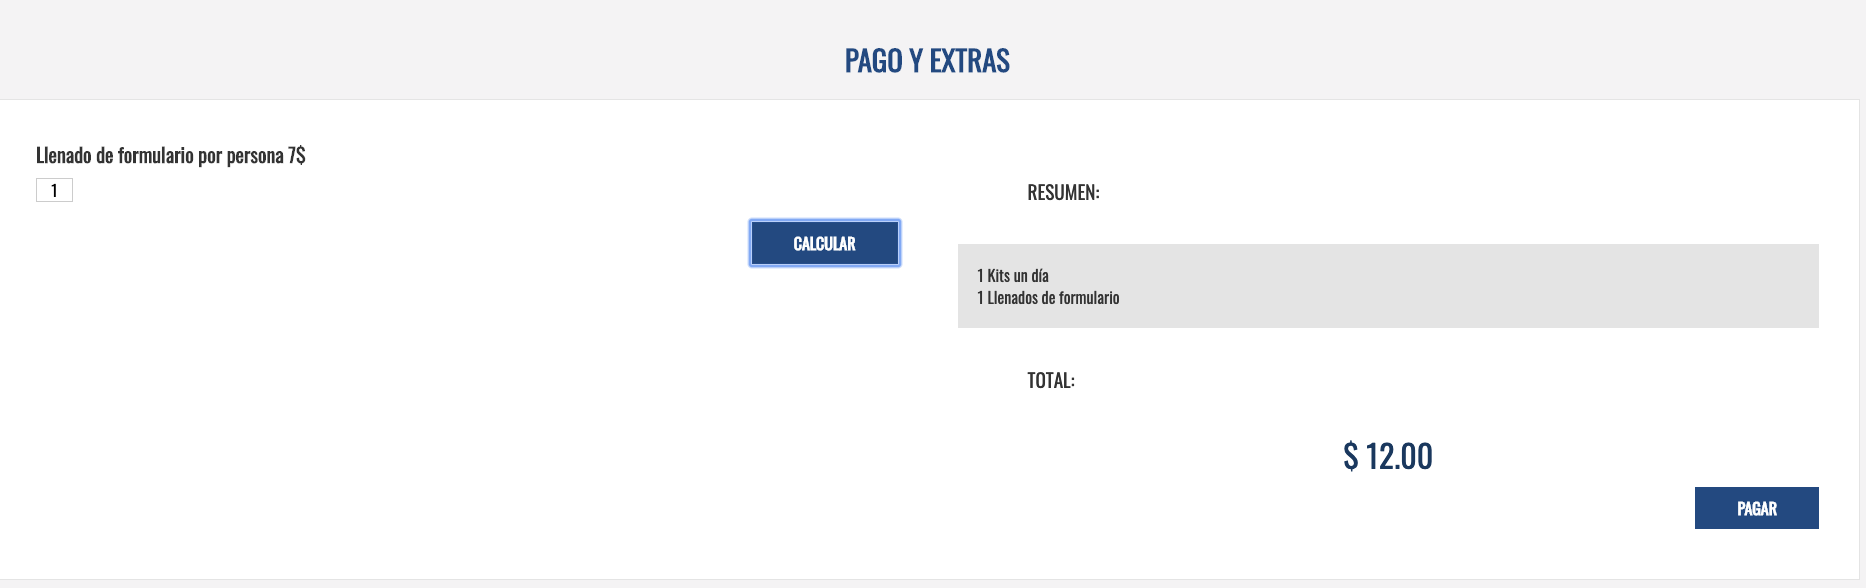 PAGO Y EXTRAS
Llenado de formulario por persona 7$
1
CALCULAR
RESUMEN:
1 Kits un día
1 Llenados de formulario
TOTAL:
$ 12.00
PAGAR